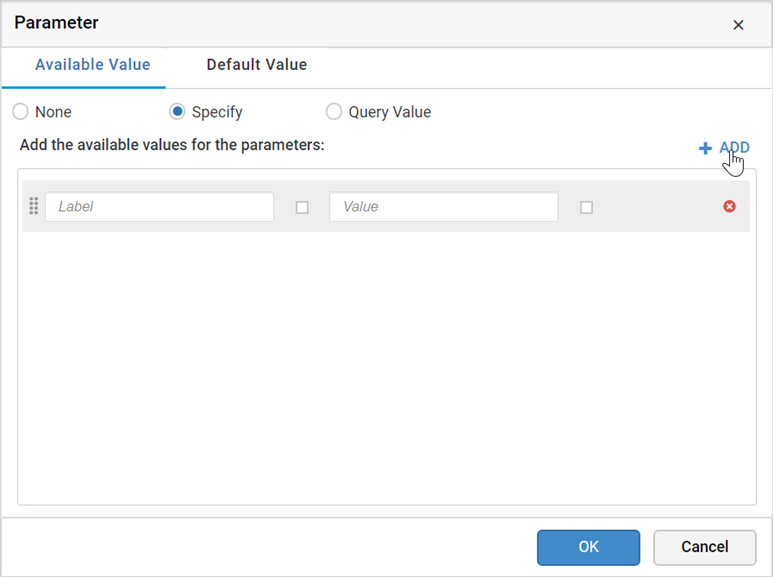 Parameter
Available Value Default Value
None Specify Query Value
Add the available values for the parameters:
ADD
Label Value
OK Cancel